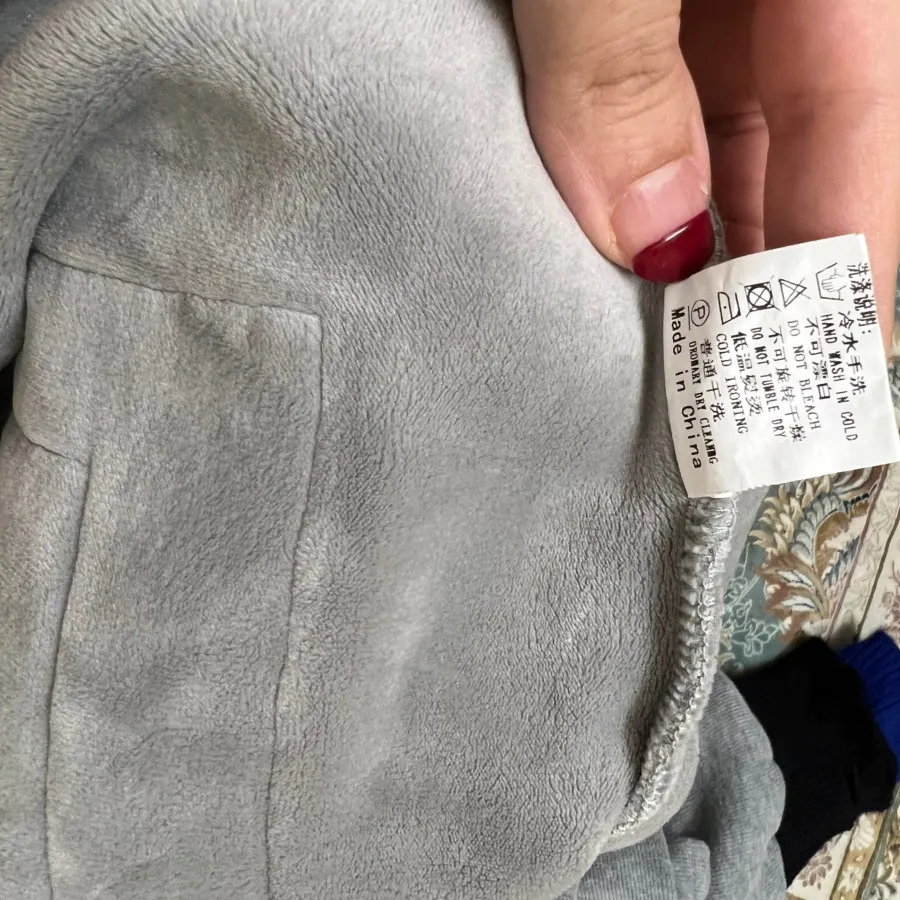 洗涤说明:
冷水手洗
HAND WASH IN COLD
不可漂白
DO NOT BLEACH
不可旋转干燥
DO NOT TUMBLE DRY
低温熨烫
COLD IRONING
P
普通干洗
ORDNARY DRY CLEANNG
Made in China